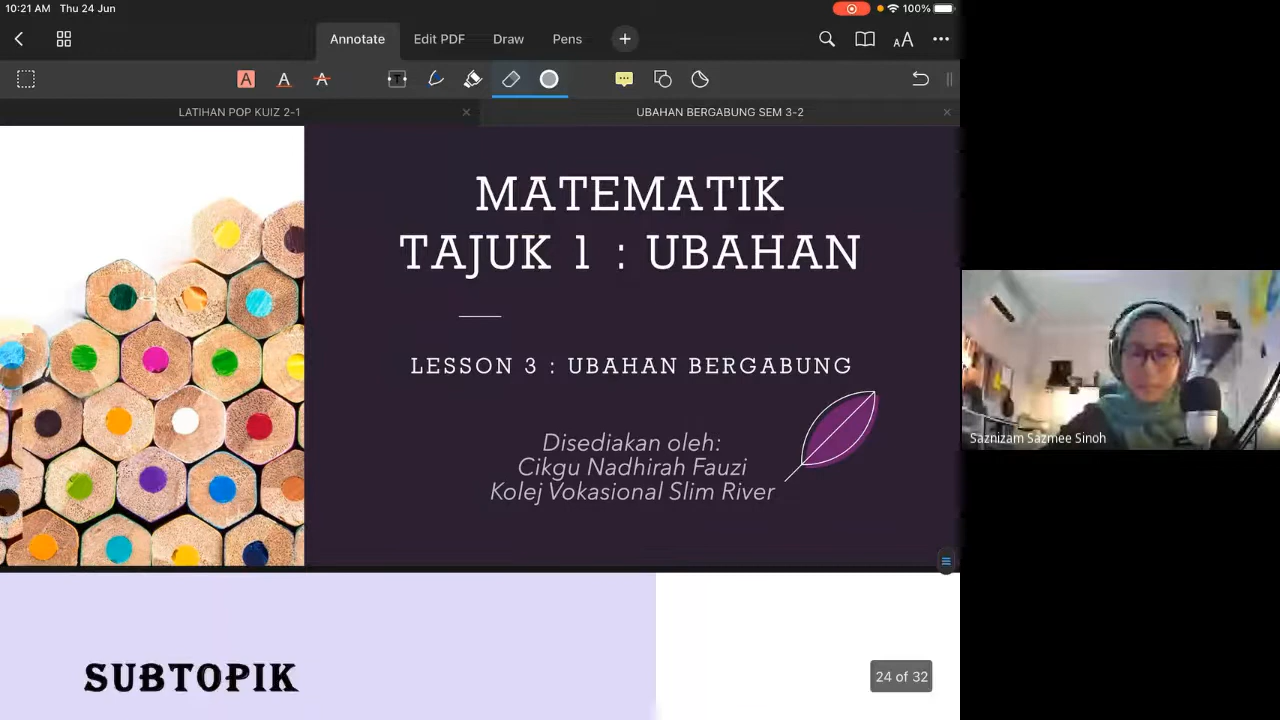 10:21 AM Thu 24 Jun
100%
Annotate
Edit PDF
Draw
Pens
AA
A
A
A
T
LATIHAN POP KUIZ 2-1
UBAHAN BERGABUNG SEM 3-2
MATEMATIK
TAJUK 1 : UBAHAN
LESSON 3 : UBAHAN BERGABUNG
Disediakan oleh:
Cikgu Nadhirah Fauzi
Kolej Vokasional Slim River
Saznizam Sazmee Sinoh
SUBTOPIK
24 of 32